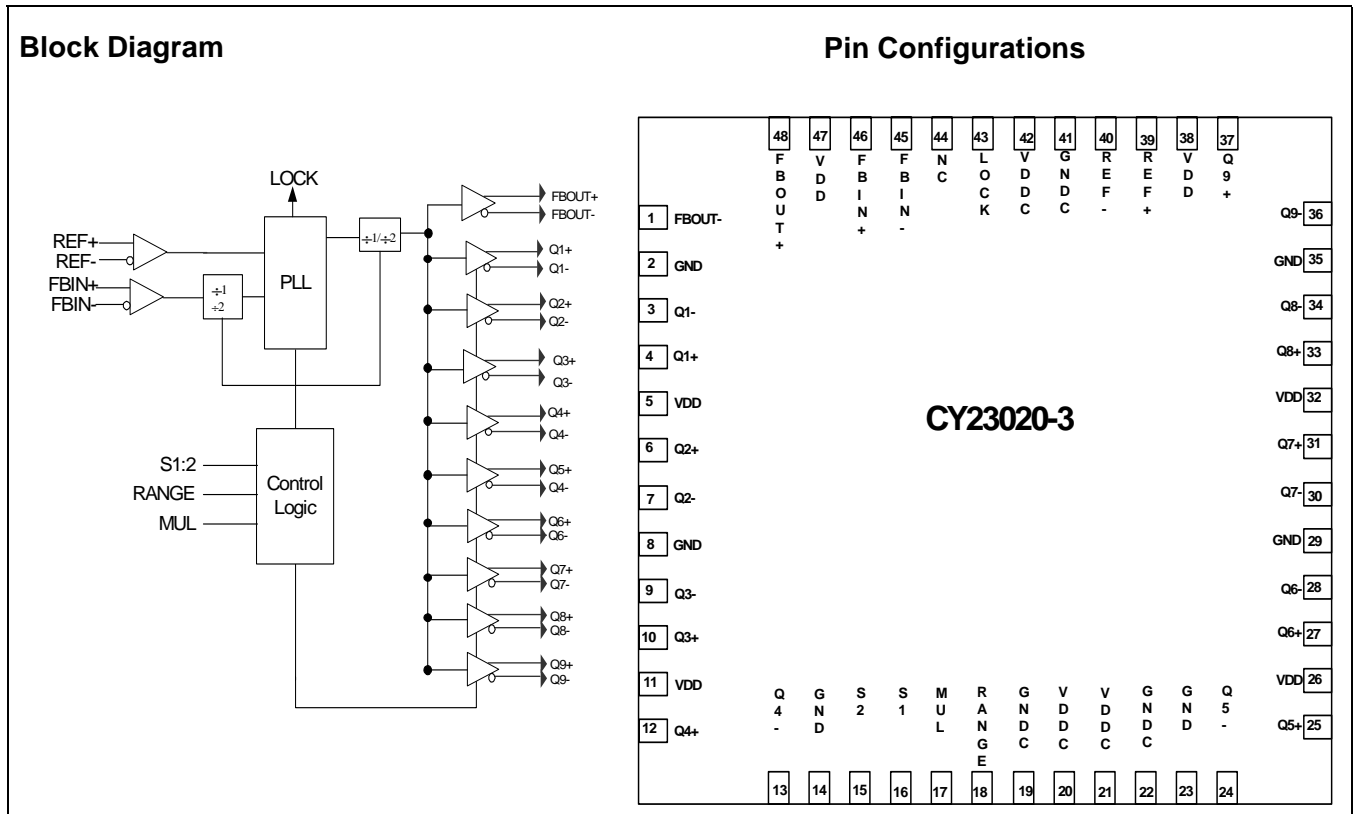 Block Diagram
LOCK
REF+
REF-
FBIN+
FBIN-
÷1
÷2
PLL
÷1/÷2
S1:2
RANGE
MUL
Control
Logic
FBOUT+
FBOUT-
Q1+
Q1-
Q2+
Q2-
Q3+
Q3-
Q4+
Q4-
Q5+
Q4-
Q6+
Q6-
Q7+
Q7-
Q8+
Q8-
Q9+
Q9-
Pin Configurations
48 FBOUT+
47 VDD
46 FBIN+
45 FBIN-
44 NC
43 LOCK
42 VDDC
41 GNDC
40 REF-
39 REF+
38 VDD
37 Q9+
1 FBOUT-
2 GND
3 Q1-
4 Q1+
5 VDD
6 Q2+
7 Q2-
8 GND
9 Q3-
10 Q3+
11 VDD
12 Q4+
CY23020-3
Q9- 36
GND 35
Q8- 34
Q8+ 33
VDD 32
Q7+ 31
Q7- 30
GND 29
Q6- 28
Q6+ 27
VDD 26
Q5+ 25
Q4- 13
GND 14
S2 15
S1 16
MUL 17
RANGE 18
GNDC 19
VDDC 20
VDDC 21
GNDC 22
GND 23
Q5- 24